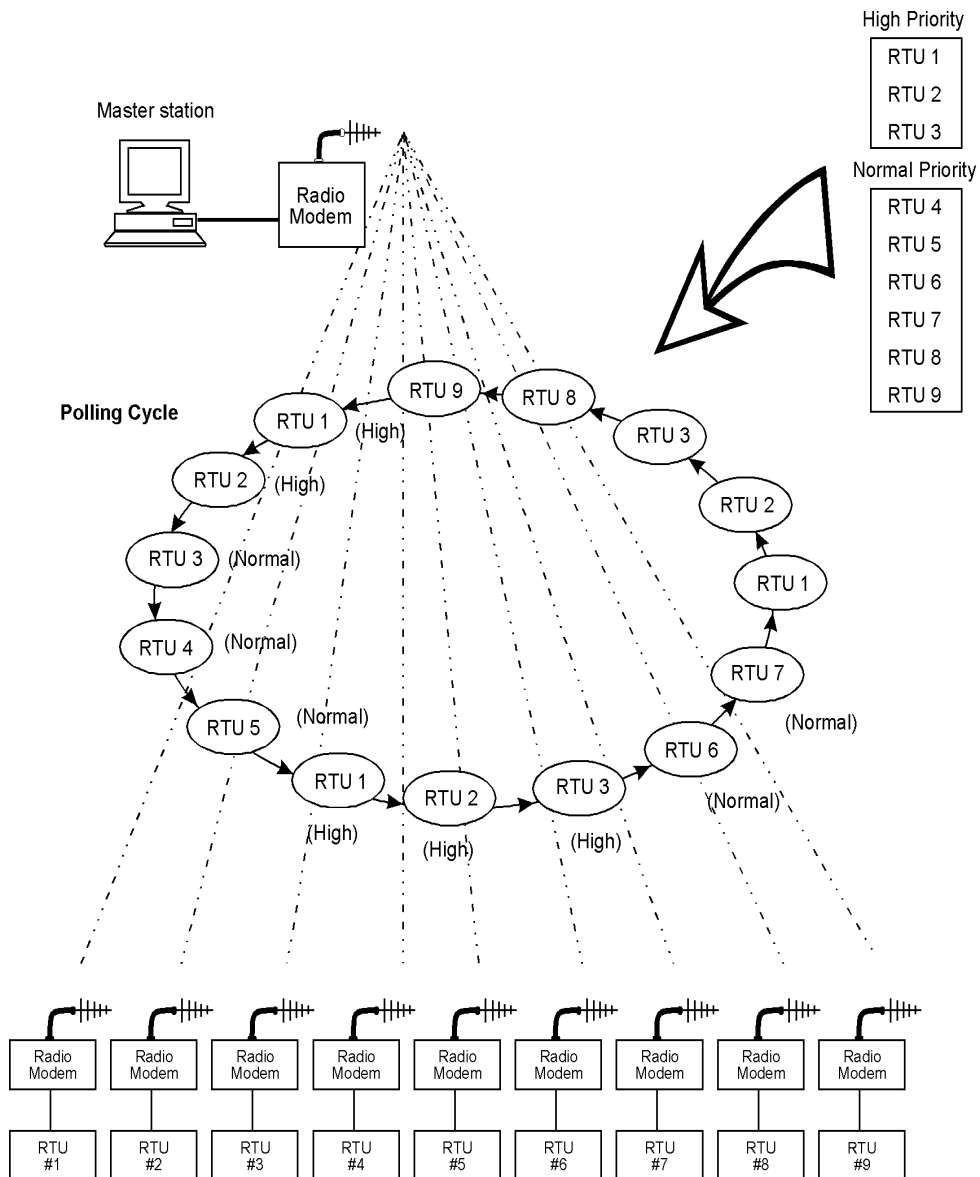 High Priority
RTU 1
RTU 2
RTU 3
Normal Priority
RTU 4
RTU 5
RTU 6
RTU 7
RTU 8
RTU 9
Master station
Radio
Modem
Polling Cycle
RTU 1
(High)
RTU 2
(High)
RTU 3
(Normal)
RTU 4
(Normal)
RTU 5
(Normal)
RTU 1
(High)
RTU 2
(High)
RTU 3
(High)
RTU 6
(Normal)
RTU 7
(Normal)
RTU 1
RTU 2
RTU 3
RTU 8
RTU 9
Radio
Modem
Radio
Modem
Radio
Modem
Radio
Modem
Radio
Modem
Radio
Modem
Radio
Modem
Radio
Modem
Radio
Modem
RTU
#1
RTU
#2
RTU
#3
RTU
#4
RTU
#5
RTU
#6
RTU
#7
RTU
#8
RTU
#9